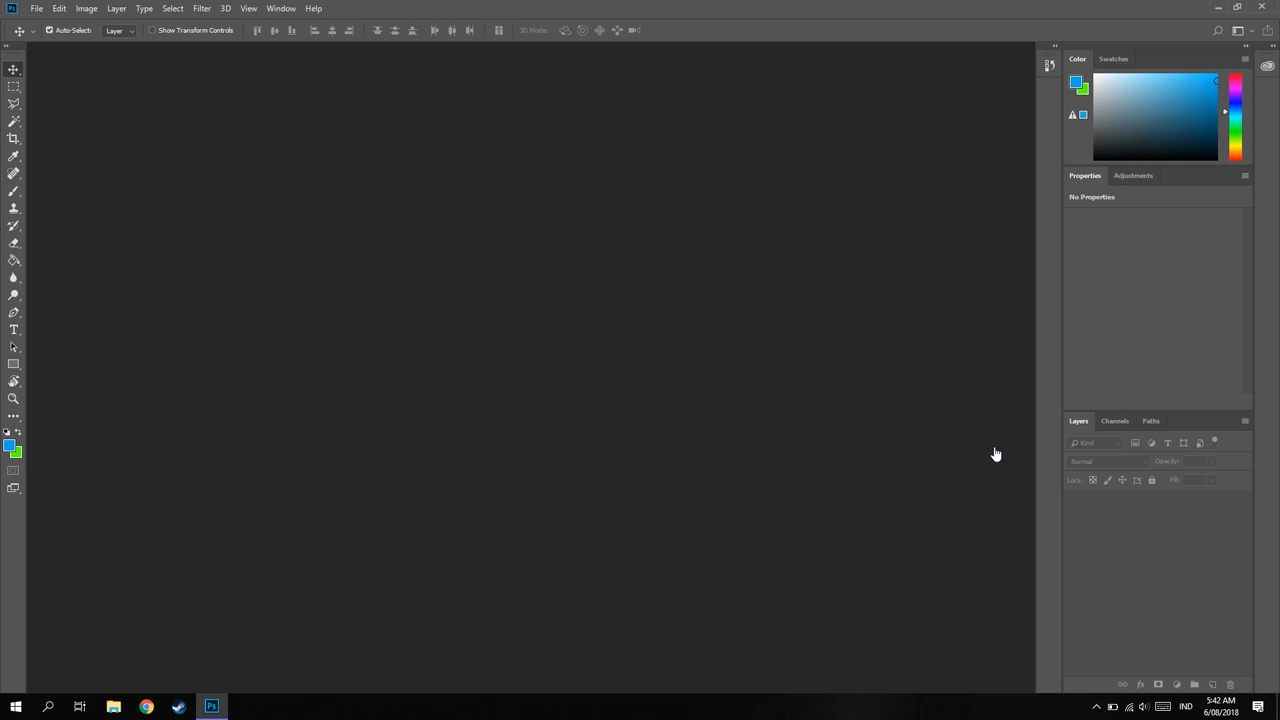 Ps File Edit Image Layer Type Select Filter 3D View Window Help
Auto-Select: Layer Show Transform Controls 3D Mode:
Color Swatches
Properties Adjustments
No Properties
Layers Channels Paths
Kind
Normal Opacity:
Lock: Fill:
T
fx
Ps IND 5:42 AM
6/08/2018